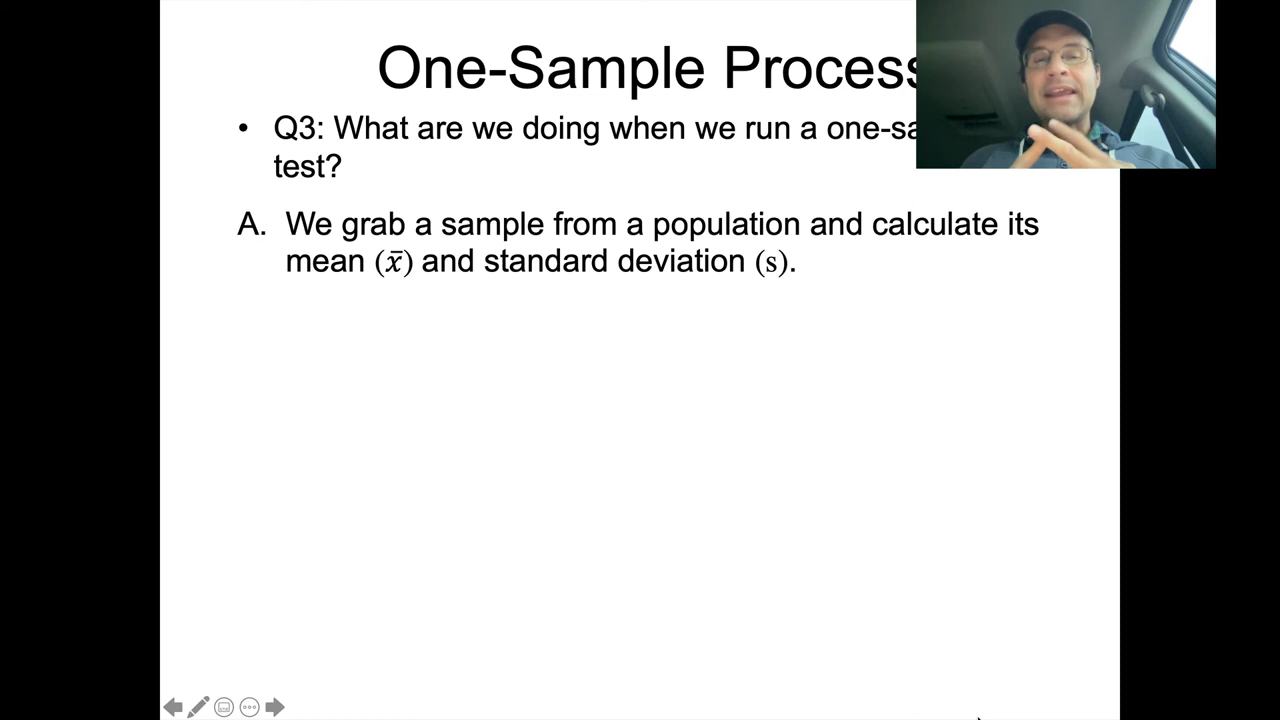 One-Sample Process
• Q3: What are we doing when we run a one-sa
test?
A. We grab a sample from a population and calculate its
mean (x̄) and standard deviation (s).